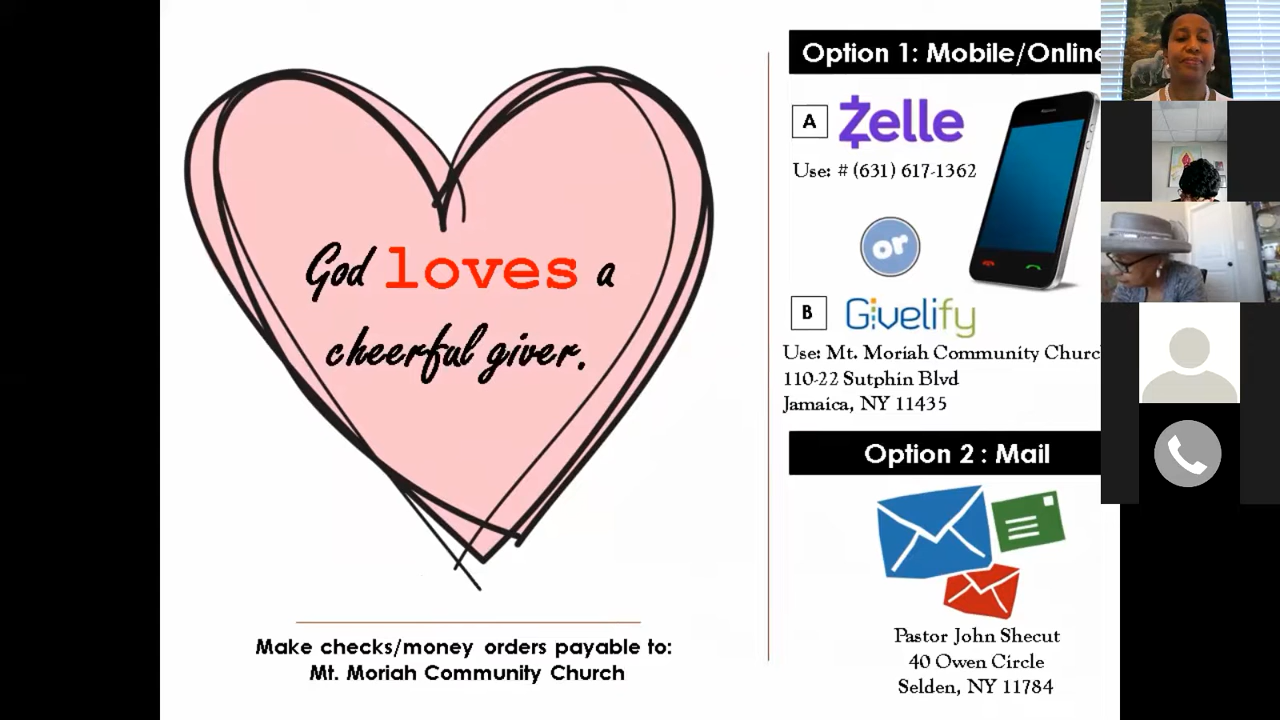 God loves a
cheerful giver.
Make checks/money orders payable to:
Mt. Moriah Community Church
Option 1: Mobile/Online
A
Zelle
Use: # (631) 617-1362
or
B
Givelify
Use: Mt. Moriah Community Churc
110-22 Sutphin Blvd
Jamaica, NY 11435
Option 2 : Mail
Pastor John Shecut
40 Owen Circle
Selden, NY 11784